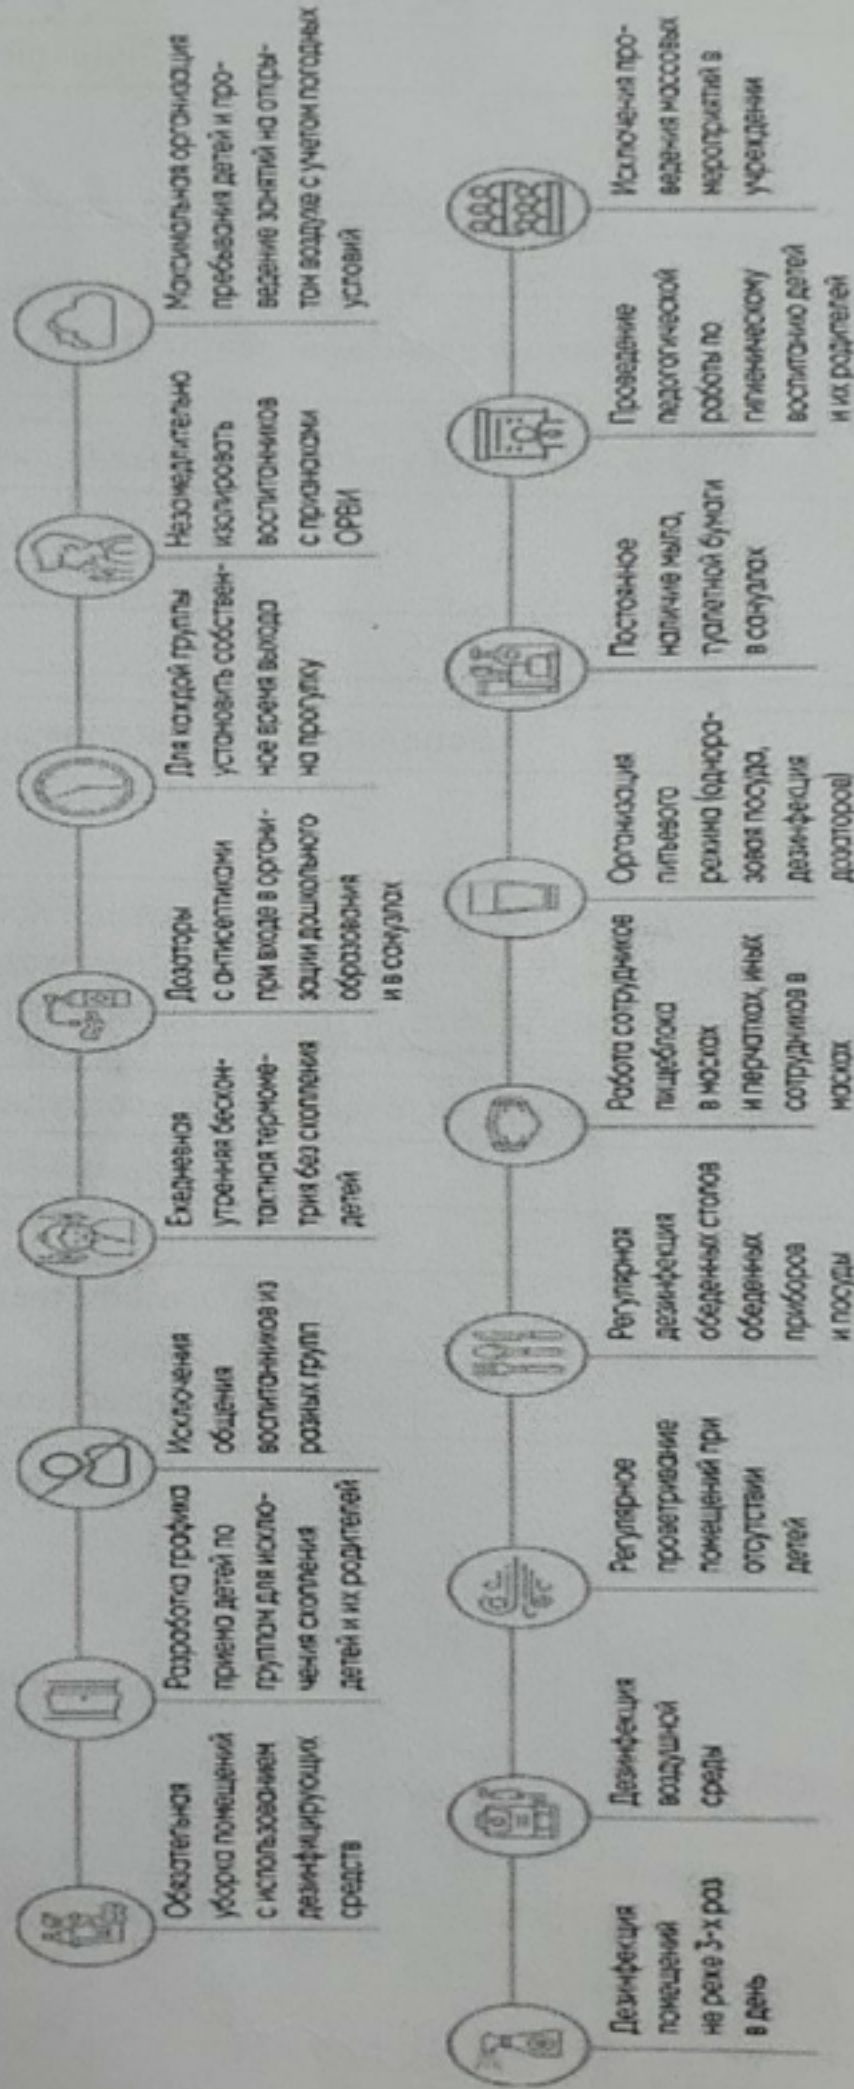 Обязательная
уборка помещений
с использованием
дезинфицирующих
средств
Разработка графика
приема детей по
группам для исклю-
чения скопления
детей и их родителей
Исключения
общения
воспитанников из
разных групп
Ежедневная
утренняя бескон-
тактная термоме-
трия без скопления
детей
Дозаторы
с антисептиками
при входе в органи-
зации дошкольного
образования
и в санузлах
Для каждой группы
установить собствен-
ное время выхода
на прогулку
Незамедлительно
изолировать
воспитанников
с признаками
ОРВИ
Максимальная организация
пребывания детей и про-
ведение занятий на откры-
том воздухе с учетом погодных
условий
Дезинфекция
помещений
не реже 3-х раз
в день
Дезинфекция
воздушной
среды
Регулярное
проветривание
помещений при
отсутствии
детей
Регулярная
дезинфекция
обеденных столов
обеденных
приборов
и посуды
Работа сотрудников
пищеблока
в масках
и перчатках, иных
сотрудников в
масках
Организация
питьевого
режима (однора-
зовая посуда,
дезинфекция
дозаторов)
Постоянное
наличие мыла,
туалетной бумаги
в санузлах
Проведение
педагогической
работы по
гигиеническому
воспитанию детей
и их родителей
Исключения про-
ведения массовых
мероприятий в
учреждении